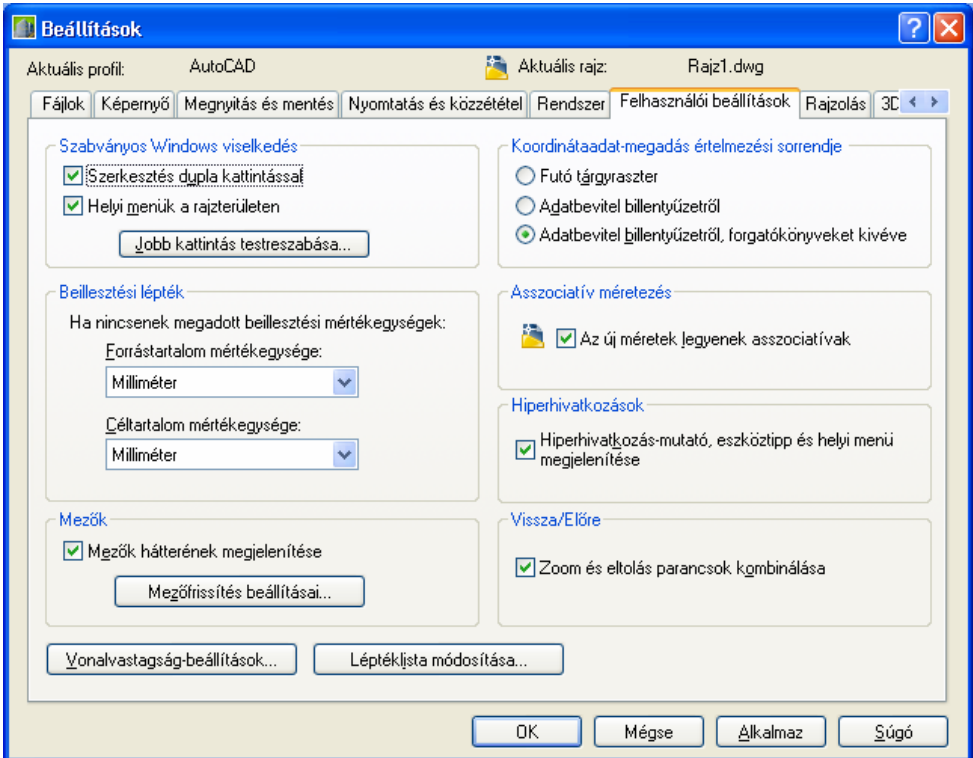 Beállítások
Aktuális profil: AutoCAD Aktuális rajz: Rajz1.dwg
Fájlok Képernyő Megnyitás és mentés Nyomtatás és közzététel Rendszer Felhasználói beállítások Rajzolás 3D
Szabványos Windows viselkedés
Szerkesztés dupla kattintással
Helyi menük a rajzterületen
Jobb kattintás testreszabása...
Koordinátaadat-megadás értelmezési sorrendje
Futó tárgyraszter
Adatbevitel billentyűzetről
Adatbevitel billentyűzetről, forgatókönyveket kivéve
Beillesztési lépték
Ha nincsenek megadott beillesztési mértékegységek:
Forrástartalom mértékegysége:
Milliméter
Céltartalom mértékegysége:
Milliméter
Asszociatív méretezés
Az új méretek legyenek asszociatívak
Hiperhivatkozások
Hiperhivatkozás-mutató, eszköztipp és helyi menü
megjelenítése
Mezők
Mezők hátterének megjelenítése
Mezőfrissítés beállításai...
Vissza/Előre
Zoom és eltolás parancsok kombinálása
Vonalvastagság-beállítások... Léptéklista módosítása...
OK Mégse Alkalmaz Súgó